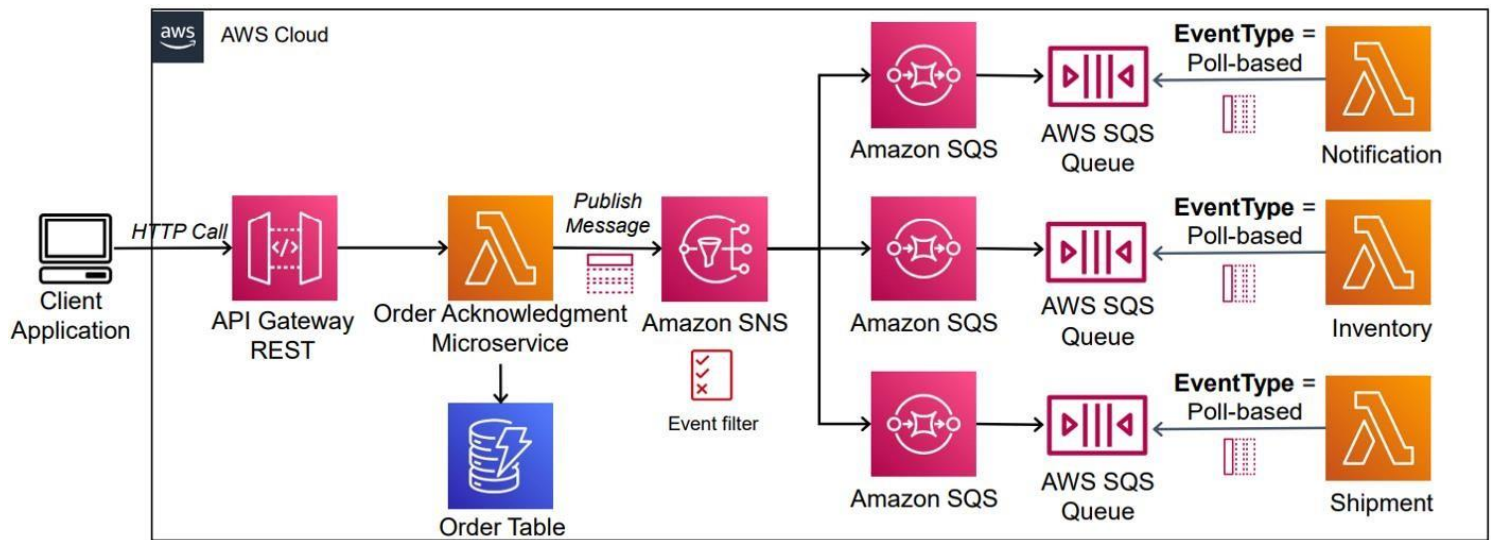 aws
AWS Cloud
HTTP Call
Client
Application
API Gateway
REST
Order Acknowledgment
Microservice
Order Table
Publish
Message
Amazon SNS
Event filter
Amazon SQS
AWS SQS
Queue
EventType =
Poll-based
Notification
Amazon SQS
AWS SQS
Queue
EventType =
Poll-based
Inventory
Amazon SQS
AWS SQS
Queue
EventType =
Poll-based
Shipment